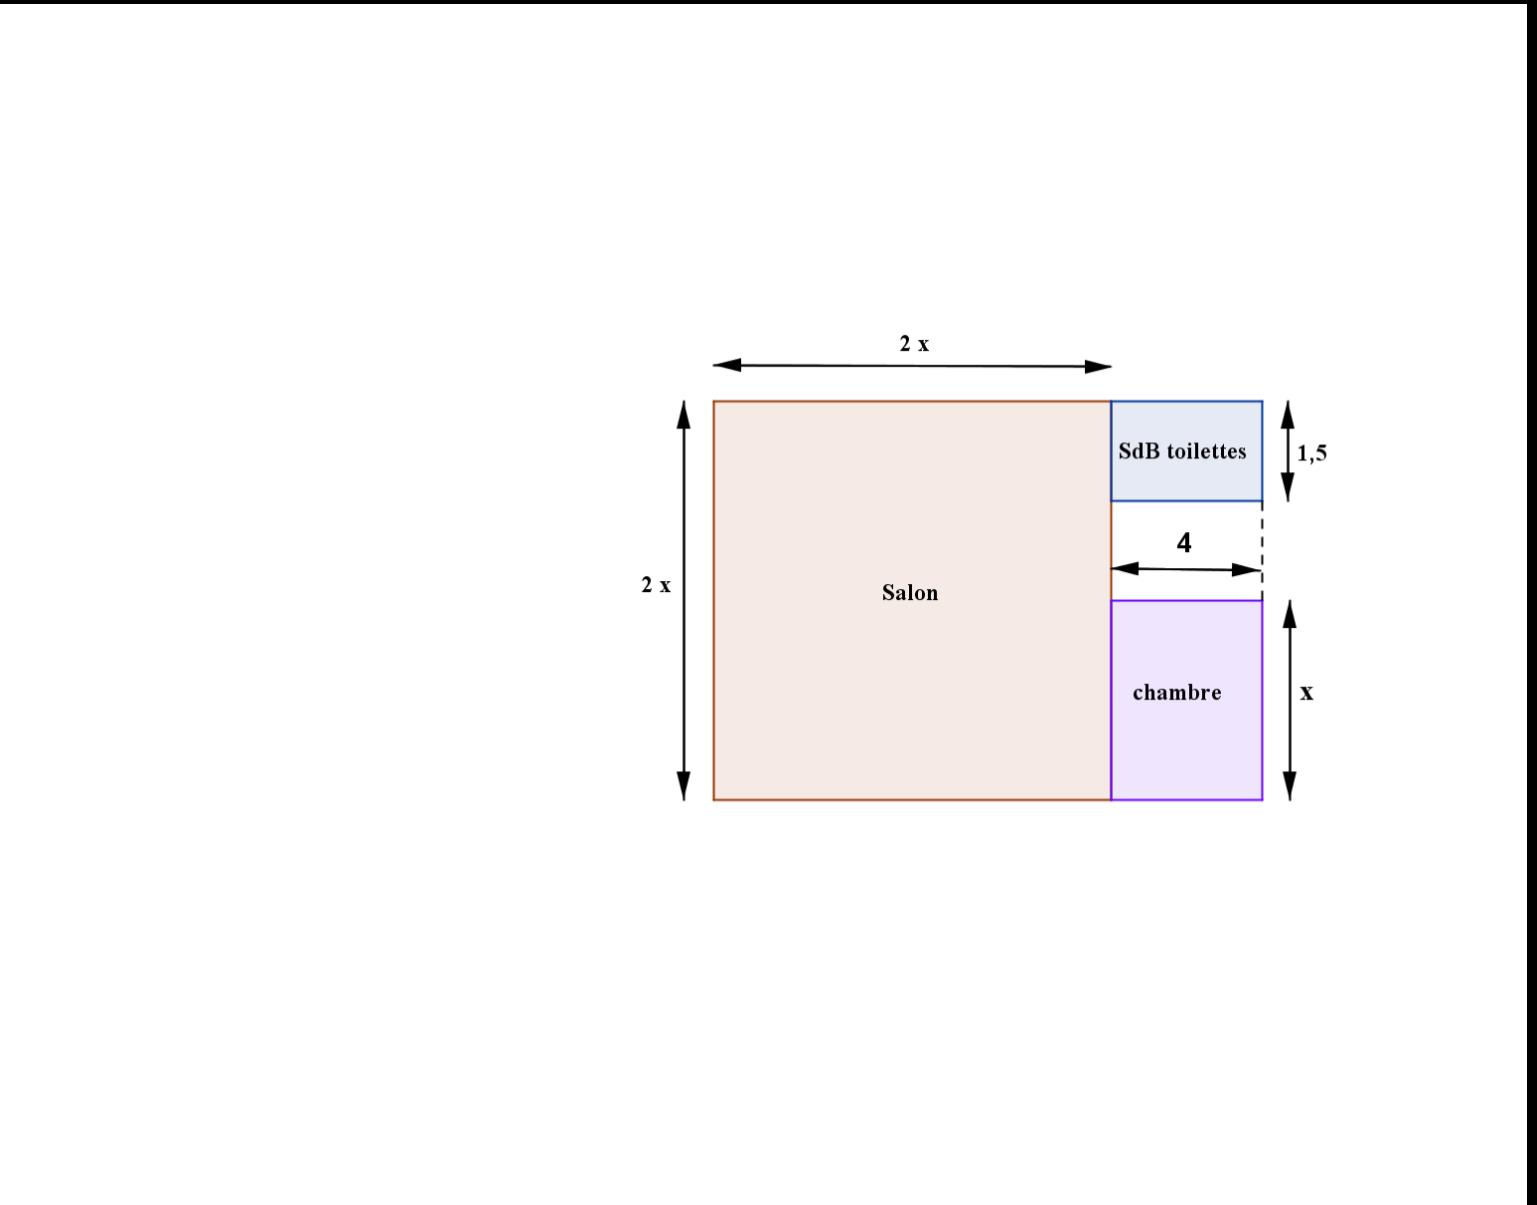 2 x
SdB toilettes
1,5
4
2 x
Salon
chambre
x